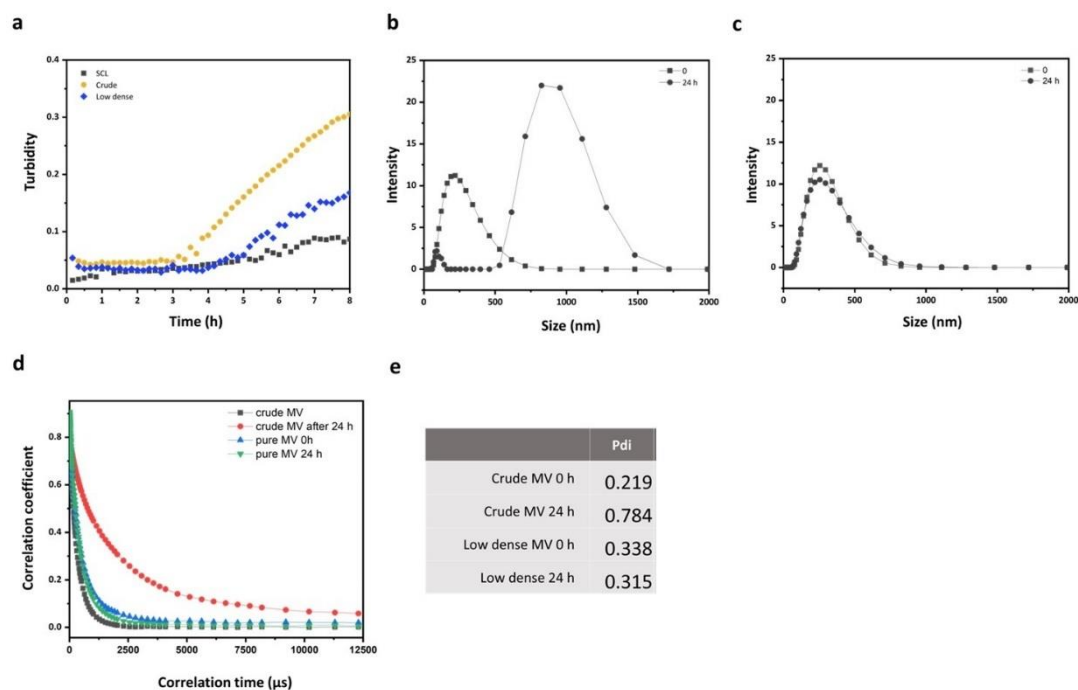 a
0.4
0.3
0.2
0.1
0.0
Turbidity
SCL
Crude
Low dense
0 1 2 3 4 5 6 7 8
Time (h)
b
25
20
15
10
5
0
Intensity
0
24 h
0 500 1000 1500 2000
Size (nm)
c
25
20
15
10
5
0
Intensity
0
24 h
0 500 1000 1500 2000
Size (nm)
d
0.8
0.6
0.4
0.2
0.0
Correlation coefficient
crude MV
crude MV after 24 h
pure MV 0h
pure MV 24 h
0 2500 5000 7500 10000 12500
Correlation time (µs)
e
Pdi
Crude MV 0 h 0.219
Crude MV 24 h 0.784
Low dense MV 0 h 0.338
Low dense 24 h 0.315